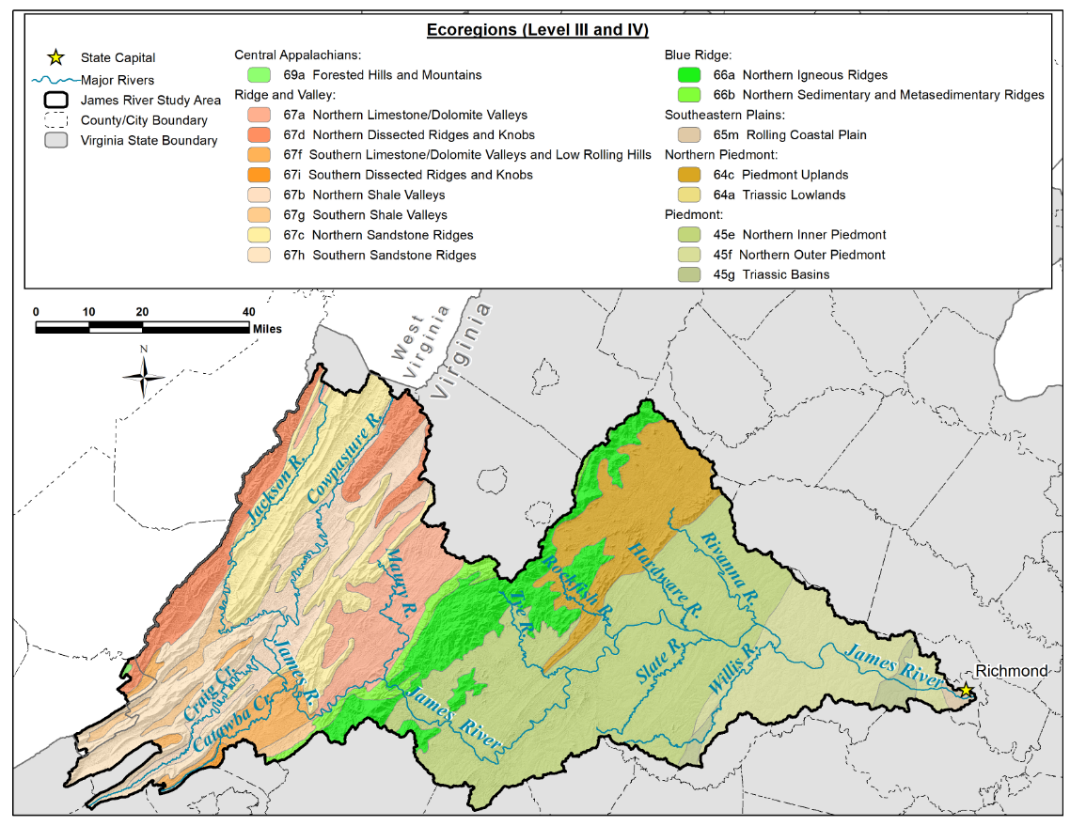 Ecoregions (Level III and IV)
State Capital
Major Rivers
James River Study Area
County/City Boundary
Virginia State Boundary
Central Appalachians:
69a Forested Hills and Mountains
Ridge and Valley:
67a Northern Limestone/Dolomite Valleys
67d Northern Dissected Ridges and Knobs
67f Southern Limestone/Dolomite Valleys and Low Rolling Hills
67i Southern Dissected Ridges and Knobs
67b Northern Shale Valleys
67g Southern Shale Valleys
67c Northern Sandstone Ridges
67h Southern Sandstone Ridges
Blue Ridge:
66a Northern Igneous Ridges
66b Northern Sedimentary and Metasedimentary Ridges
Southeastern Plains:
65m Rolling Coastal Plain
Northern Piedmont:
64c Piedmont Uplands
64a Triassic Lowlands
Piedmont:
45e Northern Inner Piedmont
45f Northern Outer Piedmont
45g Triassic Basins
0 10 20 40
Miles
N
West
Virginia
Virginia
Jackson R.
Cowpasture R.
Maury R.
Rockfish R.
Tye R.
Hardware R.
Rivanna R.
Slate R.
Willis R.
James River
Richmond
Craig Cr.
James R.
Catawba Cr.
James River